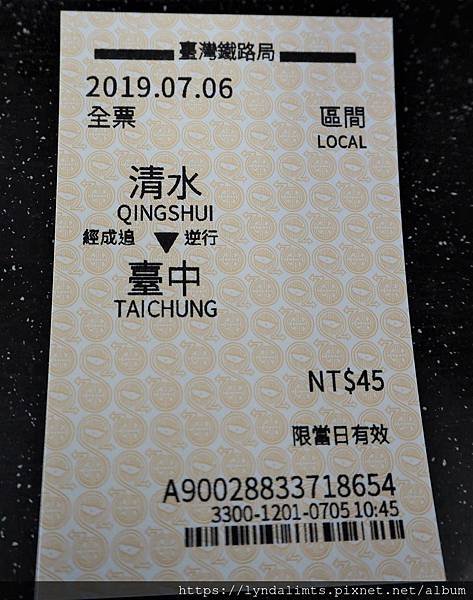 臺灣鐵路局
2019.07.06
全票 區間
LOCAL
清水
QINGSHUI
經成追 ▼ 逆行
臺中
TAICHUNG
NT$45
限當日有效
A90028833718654
3300-1201-0705 10:45
https://lyndalimts.pixnet.net/album